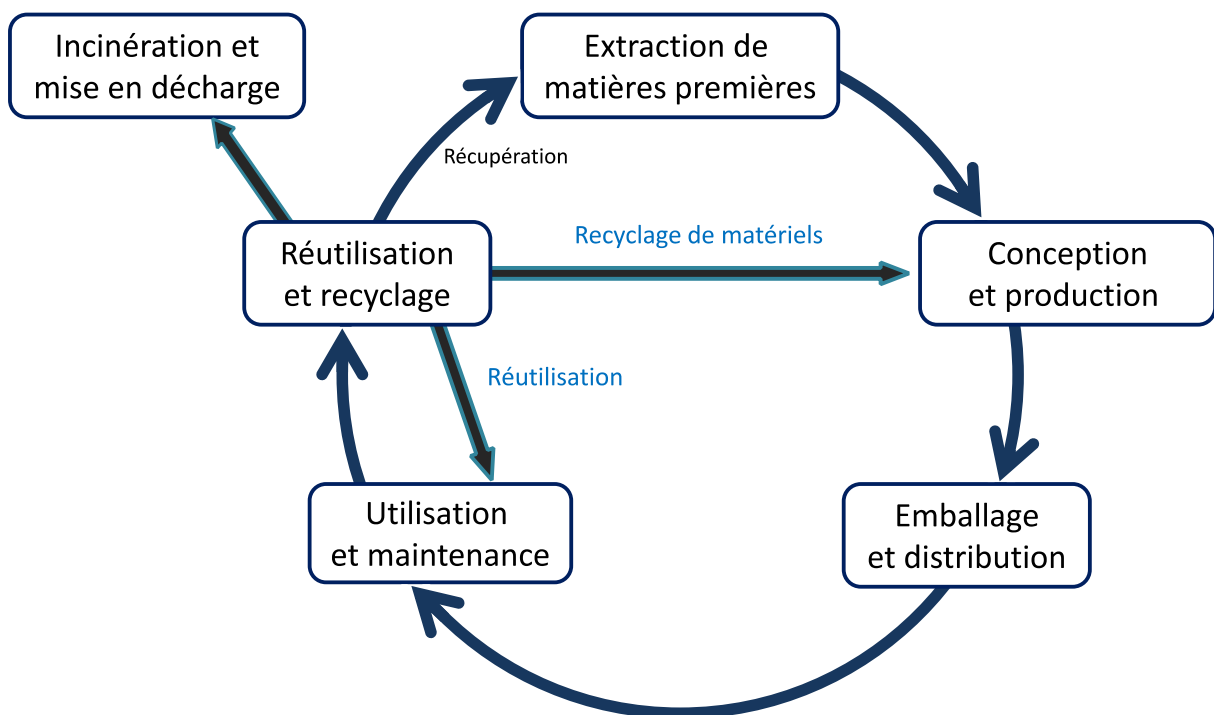 Incinération et
mise en décharge
Extraction de
matières premières
Récupération
Recyclage de matériels
Réutilisation
et recyclage
Conception
et production
Réutilisation
Utilisation
et maintenance
Emballage
et distribution